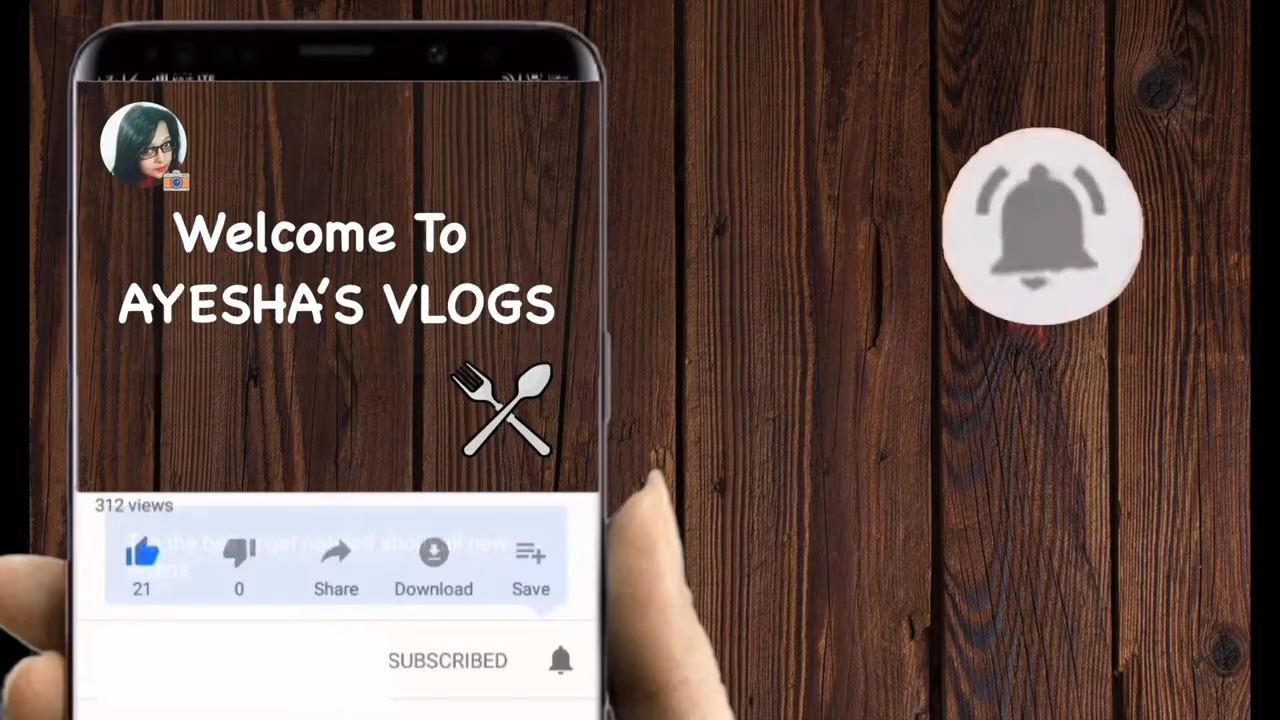 Welcome To
AYESHA'S VLOGS
312 views
21
0
Share
Download
Save
SUBSCRIBED